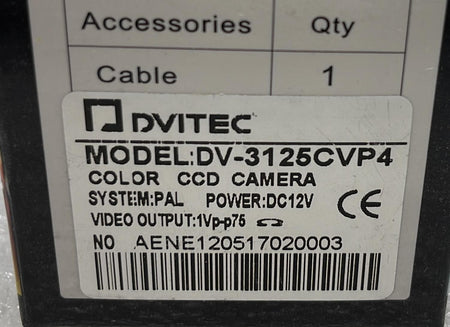 Accessories Qty
Cable 1
DVITEC
MODEL:DV-3125CVP4
COLOR CCD CAMERA
SYSTEM:PAL POWER:DC12V
VIDEO OUTPUT:1Vp-p75
CE
NO AENE120517020003